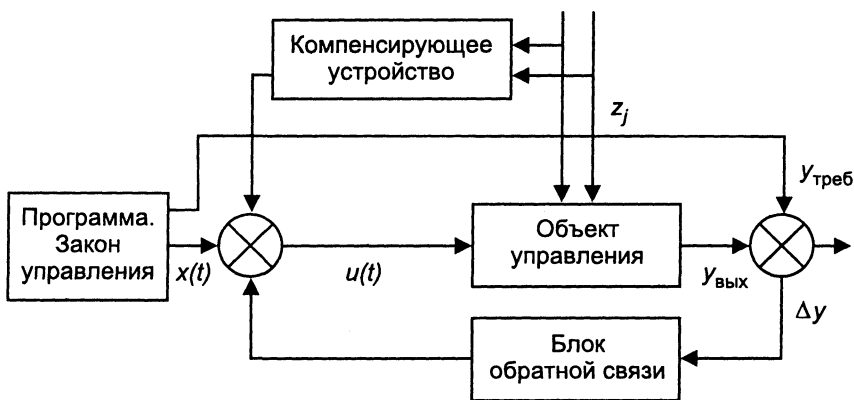 Компенсирующее
устройство
z_j
y_треб
Программа.
Закон
управления
x(t)
u(t)
Объект
управления
y_вых
Δy
Блок
обратной связи